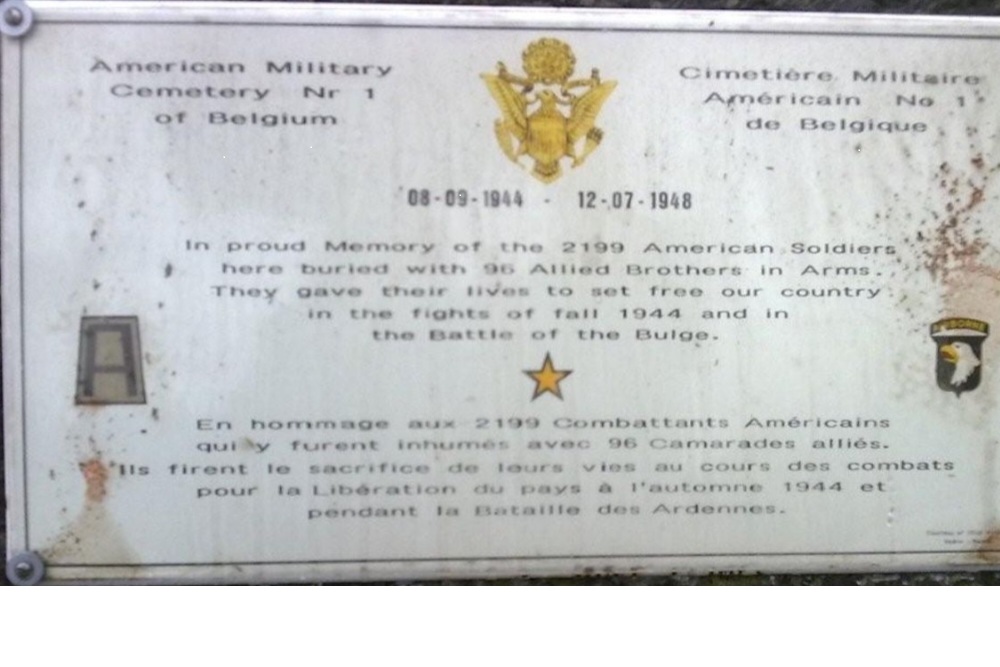 American Military
Cemetery Nr 1
of Belgium
Cimetière Militaire
Américain No 1
de Belgique
08-09-1944 - 12-07-1948
In proud Memory of the 2199 American Soldiers
here buried with 96 Allied Brothers in Arms.
They gave their lives to set free our country
in the fights of fall 1944 and in
the Battle of the Bulge.
A
AIRBORNE
En hommage aux 2199 Combattants Américains
qui y furent inhumés avec 96 Camarades alliés.
Ils firent le sacrifice de leurs vies au cours des combats
pour la Libération du pays à l'automne 1944 et
pendant la Bataille des Ardennes.